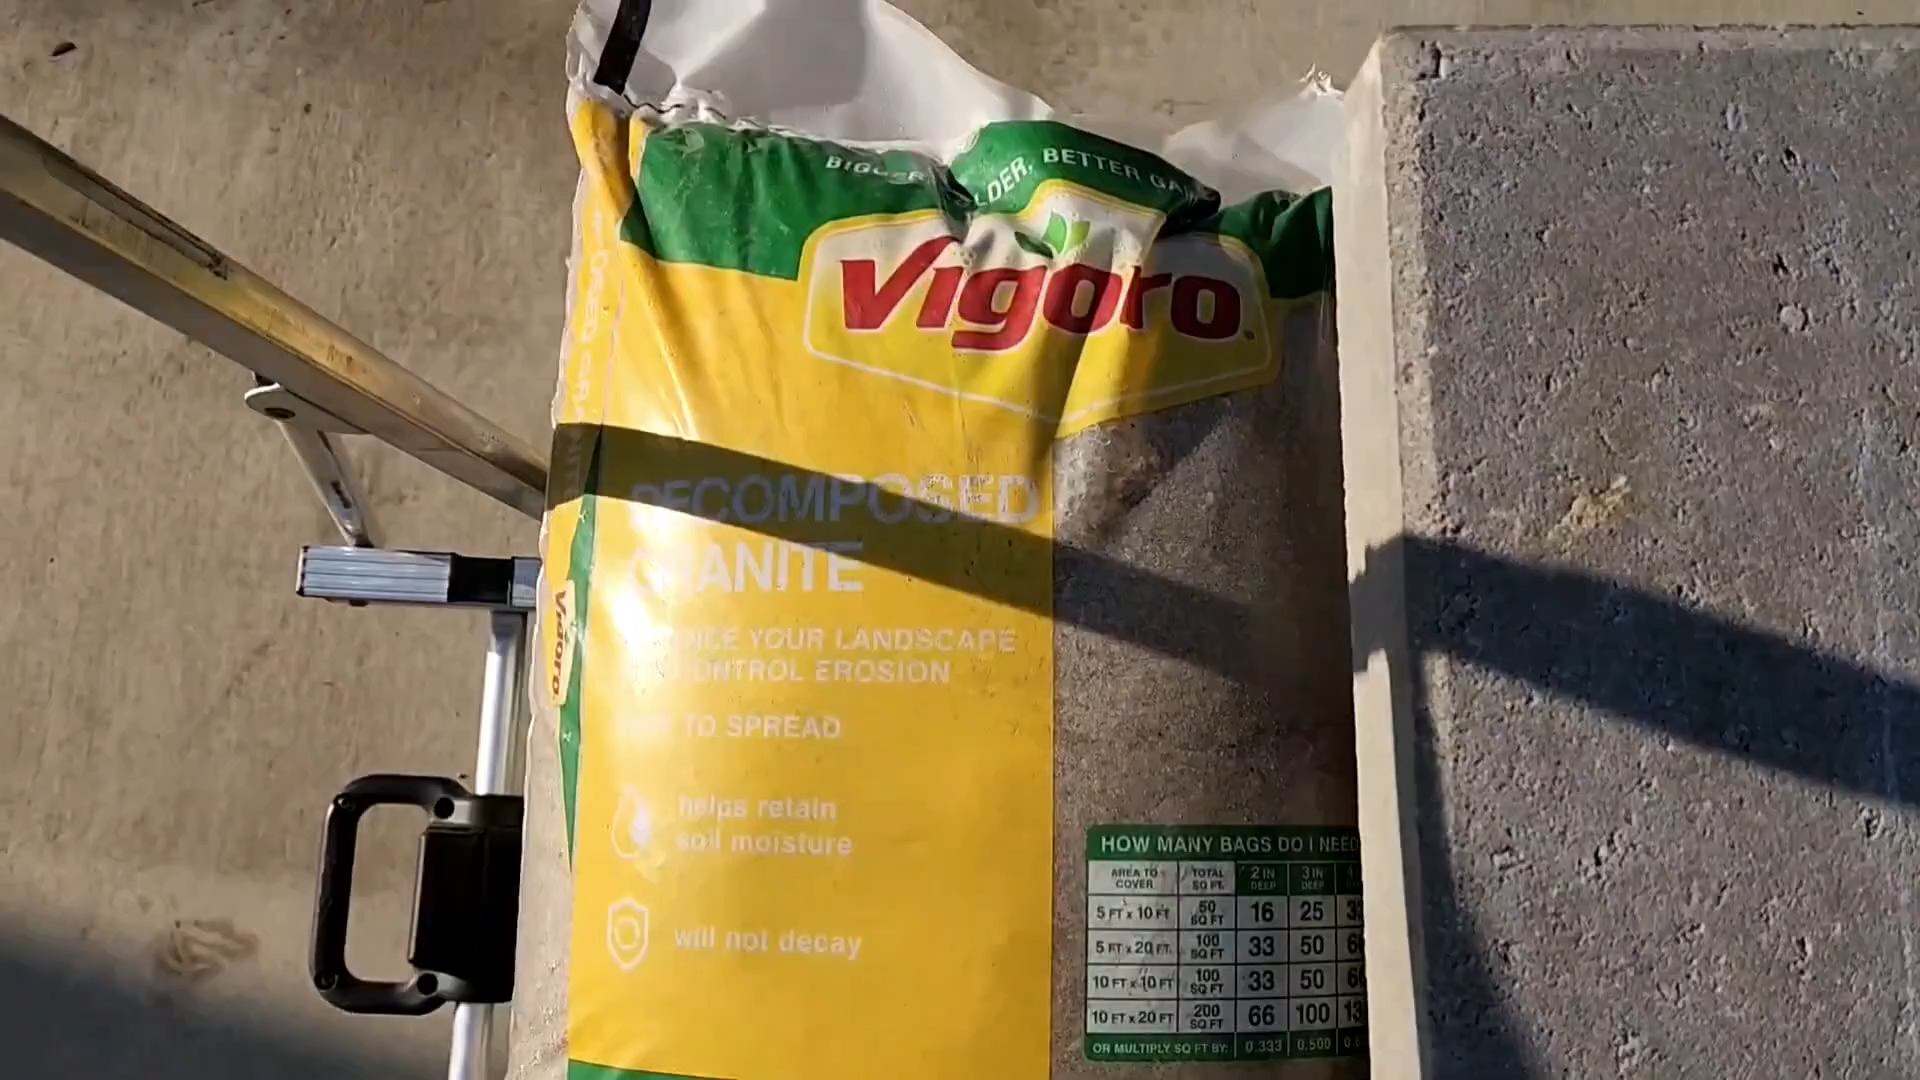 BETTER
Vigoro
DECOMPOSED
GRANITE
YOUR LANDSCAPE
CONTROL EROSION
TO SPREAD
helps retain
soil moisture
will not decay
Vigoro
HOW MANY BAGS DO I NEED
AREA TO COVER TOTAL SQ FT. 2 IN DEEP 3 IN DEEP
5 FT x 10 FT 50 SQ FT 16 25
5 FT x 20 FT. 100 SQ FT 33 50
10 FT x 10 FT 100 SQ FT 33 50
10 FT x 20 FT 200 SQ FT 66 100
OR MULTIPLY SQ FT BY: 0.333 0.500